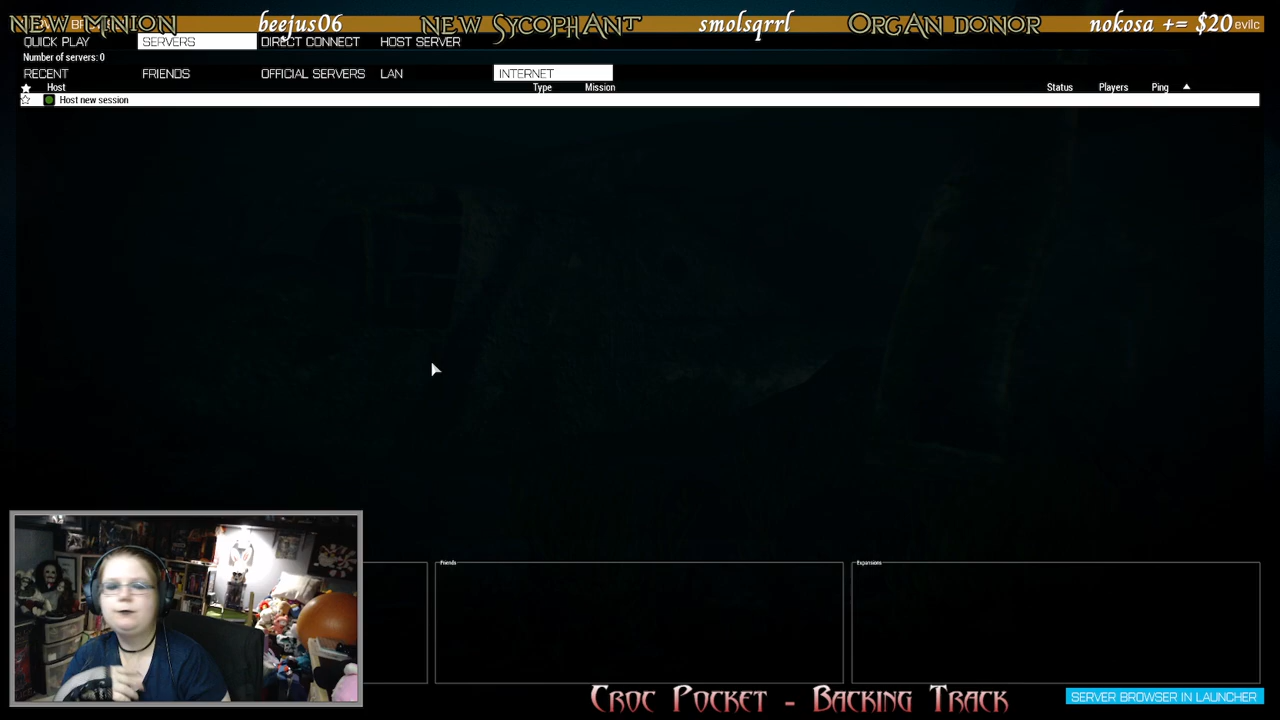 NEW MINION beejus06 NEW SYCOPHANT smolsqrrl ORGAN DONOR nokosa += $20 evilc
QUICK PLAY SERVERS DIRECT CONNECT HOST SERVER
Number of servers: 0
RECENT FRIENDS OFFICIAL SERVERS LAN INTERNET
Host Type Mission Status Players Ping
Host new session
Friends Expansions
Croc Pocket - Backing Track
SERVER BROWSER IN LAUNCHER